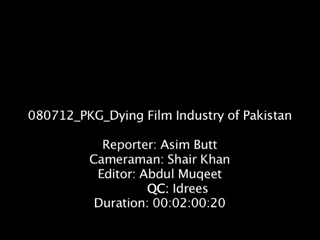 080712_PKG_Dying Film Industry of Pakistan
Reporter: Asim Butt
Cameraman: Shair Khan
Editor: Abdul Muqeet
QC: Idrees
Duration: 00:02:00:20